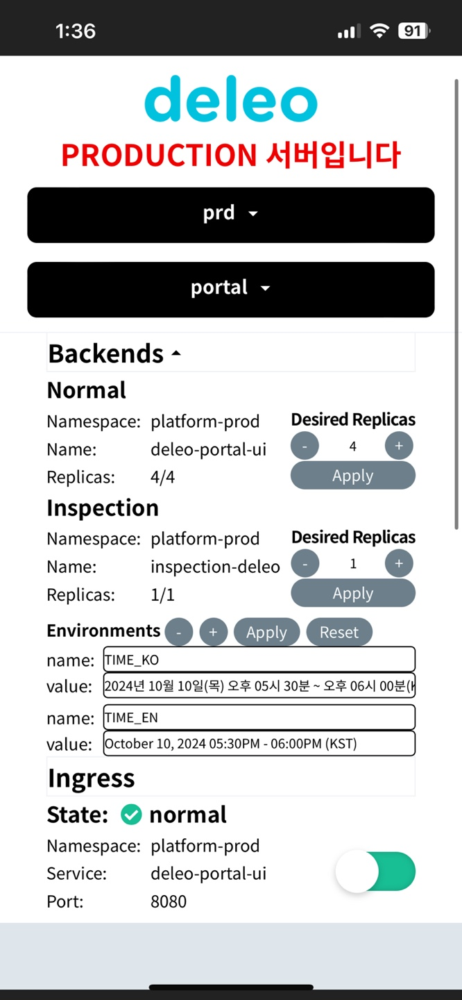 1:36
91
deleo
PRODUCTION 서버입니다
prd
portal
Backends
Normal
Namespace: platform-prod
Name: deleo-portal-ui
Replicas: 4/4
Desired Replicas
- 4 +
Apply
Inspection
Namespace: platform-prod
Name: inspection-deleo
Replicas: 1/1
Desired Replicas
- 1 +
Apply
Environments - + Apply Reset
name: TIME_KO
value: 2024년 10월 10일(목) 오후 05시 30분 ~ 오후 06시 00분(
name: TIME_EN
value: October 10, 2024 05:30PM - 06:00PM (KST)
Ingress
State: normal
Namespace: platform-prod
Service: deleo-portal-ui
Port: 8080